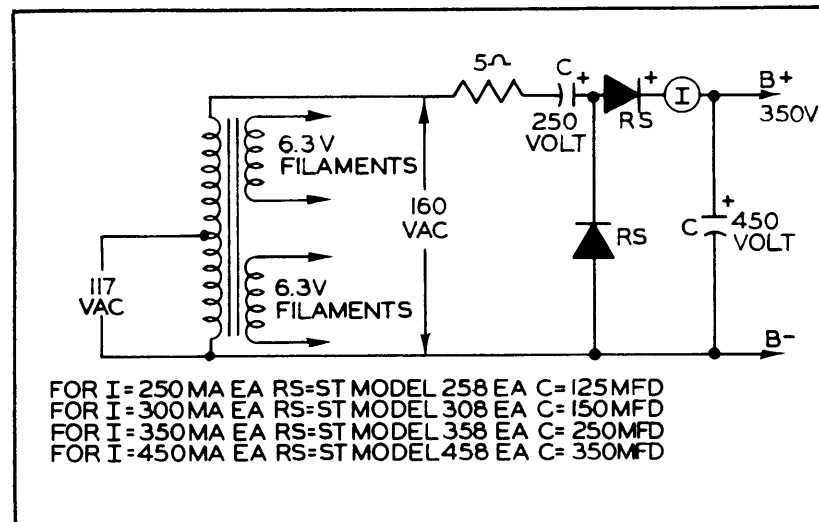 5Ω
C
+
+
I
B+
350V
250
VOLT
RS
6.3V
FILAMENTS
160
VAC
RS
C
+
450
VOLT
117
VAC
6.3V
FILAMENTS
B-
FOR I=250MA EA RS=ST MODEL 258 EA C=125MFD
FOR I=300MA EA RS=ST MODEL 308 EA C=150MFD
FOR I=350MA EA RS=ST MODEL 358 EA C=250MFD
FOR I=450MA EA RS=ST MODEL 458 EA C=350MFD